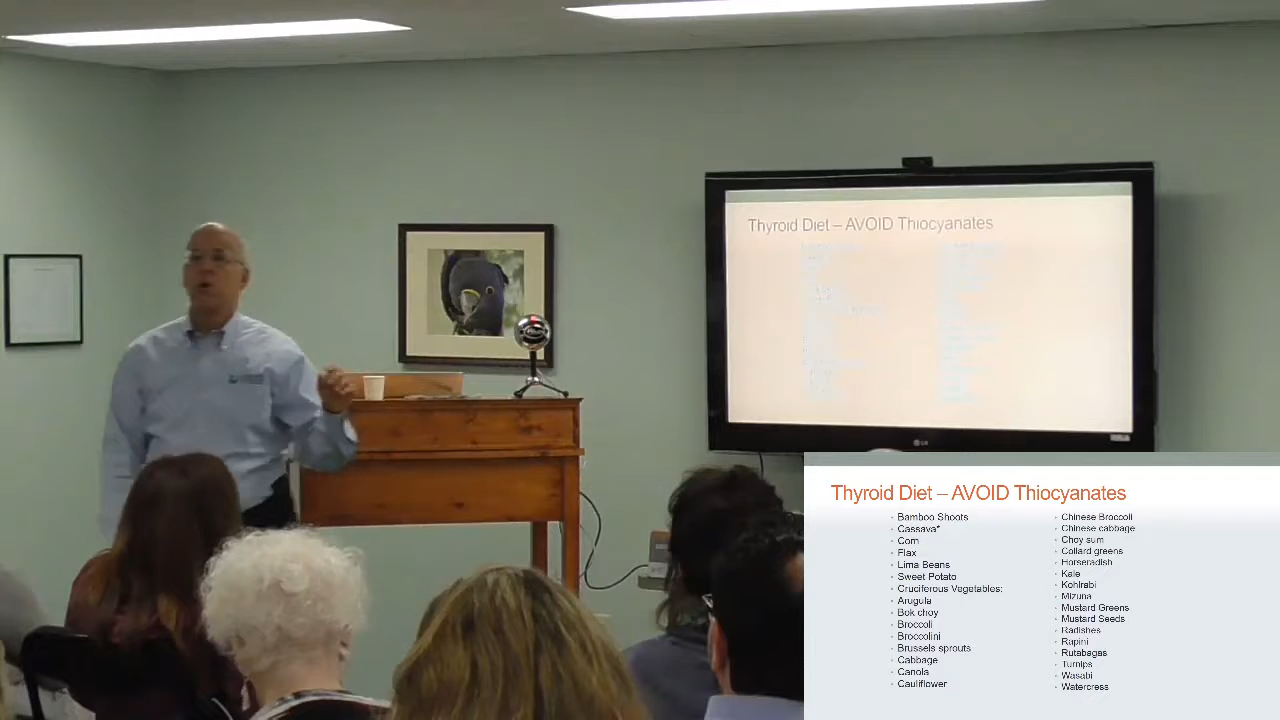 Thyroid Diet – AVOID Thiocyanates
LG
Thyroid Diet – AVOID Thiocyanates
Bamboo Shoots
Cassava*
Corn
Flax
Lima Beans
Sweet Potato
Cruciferous Vegetables:
Arugula
Bok choy
Broccoli
Broccolini
Brussels sprouts
Cabbage
Canola
Cauliflower
Chinese Broccoli
Chinese cabbage
Choy sum
Collard greens
Horseradish
Kale
Kohlrabi
Mizuna
Mustard Greens
Mustard Seeds
Radishes
Rapini
Rutabagas
Turnips
Wasabi
Watercress